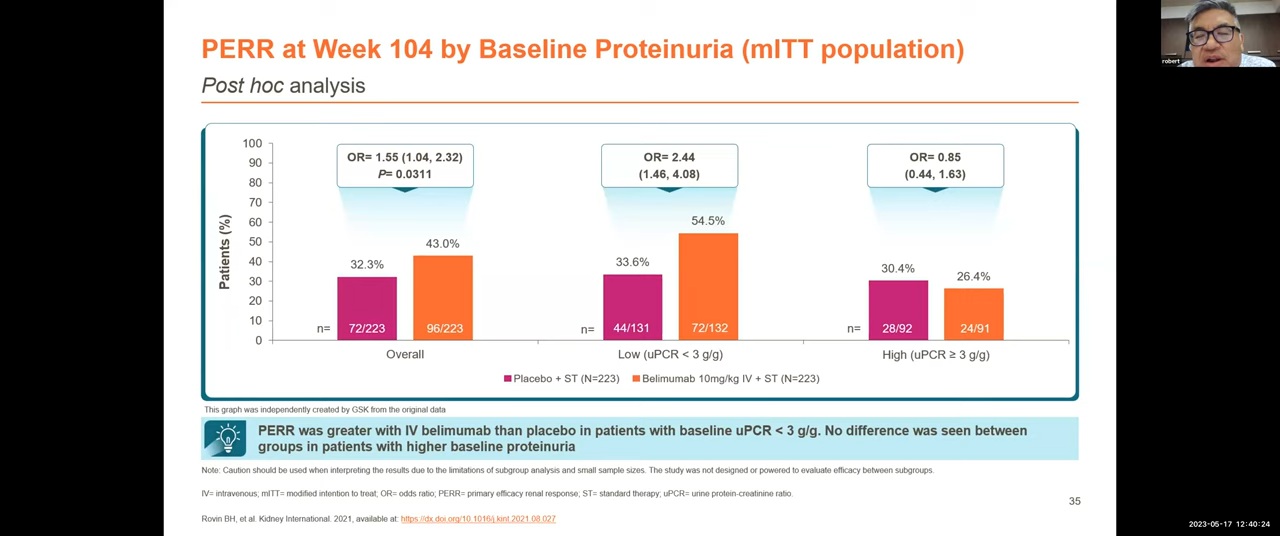 PERR at Week 104 by Baseline Proteinuria (mITT population)
Post hoc analysis
robert
Patients (%)
100
90
80
70
60
50
40
30
20
10
0
OR= 1.55 (1.04, 2.32)
P= 0.0311
OR= 2.44
(1.46, 4.08)
OR= 0.85
(0.44, 1.63)
32.3%
43.0%
33.6%
54.5%
30.4%
26.4%
n= 72/223 96/223
n= 44/131 72/132
n= 28/92 24/91
Overall
Low (uPCR < 3 g/g)
High (uPCR ≥ 3 g/g)
Placebo + ST (N=223) Belimumab 10mg/kg IV + ST (N=223)
This graph was independently created by GSK from the original data
PERR was greater with IV belimumab than placebo in patients with baseline uPCR < 3 g/g. No difference was seen between
groups in patients with higher baseline proteinuria
Note: Caution should be used when interpreting the results due to the limitations of subgroup analysis and small sample sizes. The study was not designed or powered to evaluate efficacy between subgroups.
IV= intravenous; mITT= modified intention to treat; OR= odds ratio; PERR= primary efficacy renal response; ST= standard therapy; uPCR= urine protein-creatinine ratio.
35
Rovin BH, et al. Kidney International. 2021, available at: https://dx.doi.org/10.1016/j.kint.2021.08.027
2023-05-17 12:40:24